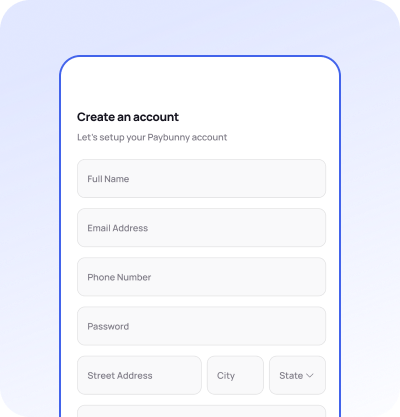 Create an account
Let's setup your Paybunny account
Full Name
Email Address
Phone Number
Password
Street Address City State